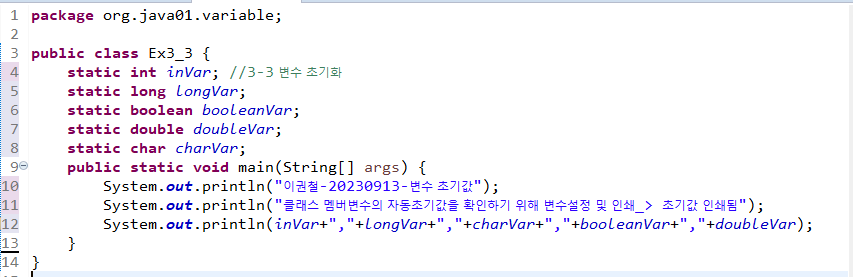 1 package org.java01.variable;
2
3 public class Ex3_3 {
4     static int inVar; //3-3 변수 초기화
5     static long longVar;
6     static boolean booleanVar;
7     static double doubleVar;
8     static char charVar;
9     public static void main(String[] args) {
10         System.out.println("이권철-20230913-변수 초기값");
11         System.out.println("클래스 멤버변수의 자동초기값을 확인하기 위해 변수설정 및 인쇄_> 초기값 인쇄됨");
12         System.out.println(inVar+","+longVar+","+charVar+","+booleanVar+","+doubleVar);
13     }
14 }